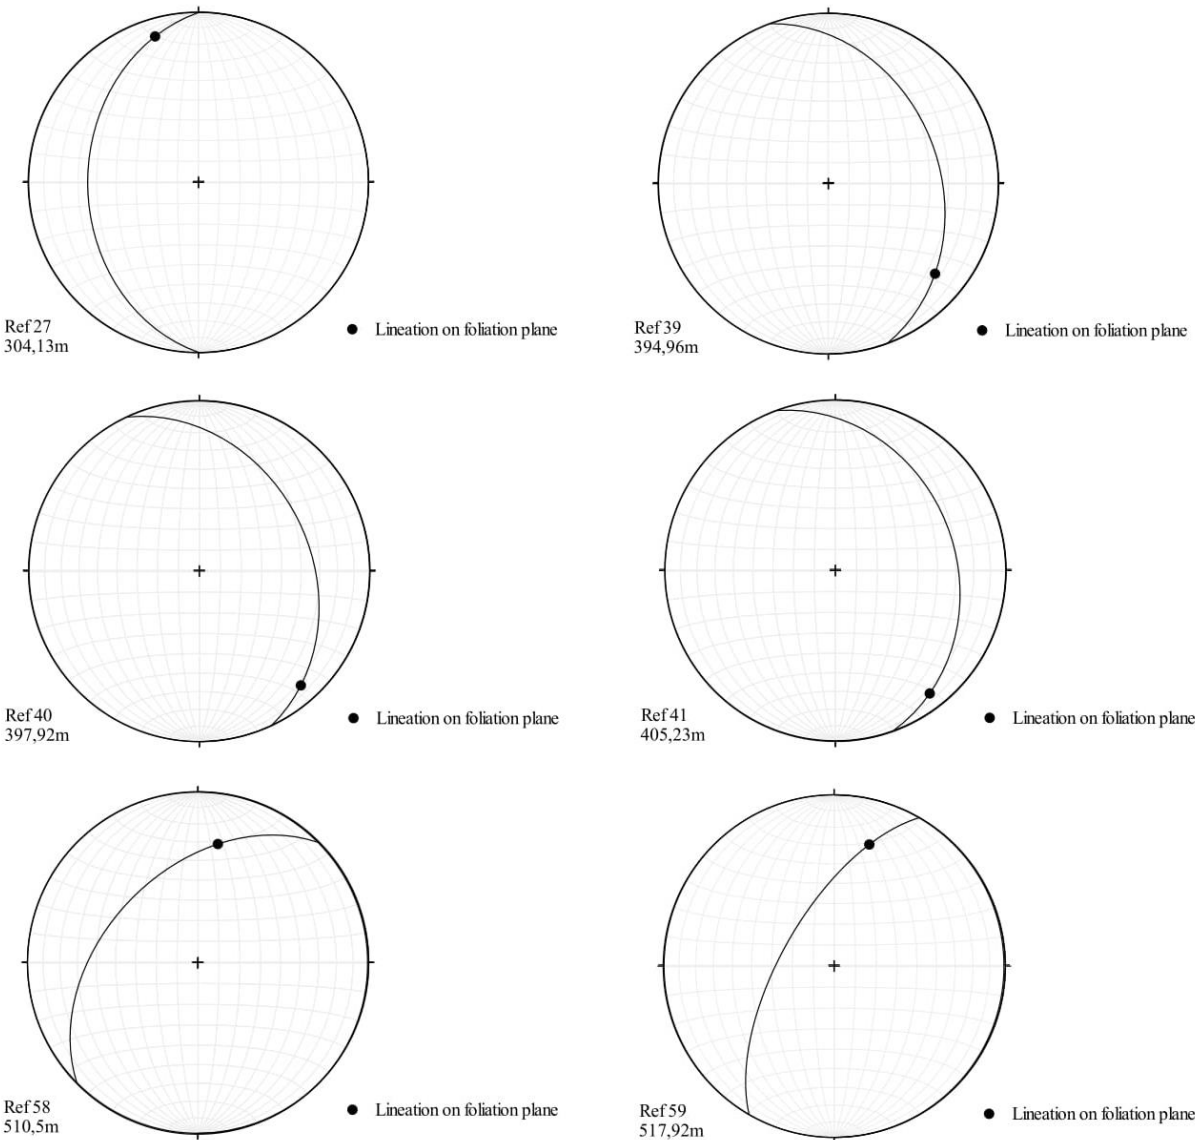 Ref 27
304,13m
Lineation on foliation plane
Ref 39
394,96m
Lineation on foliation plane
Ref 40
397,92m
Lineation on foliation plane
Ref 41
405,23m
Lineation on foliation plane
Ref 58
510,5m
Lineation on foliation plane
Ref 59
517,92m
Lineation on foliation plane